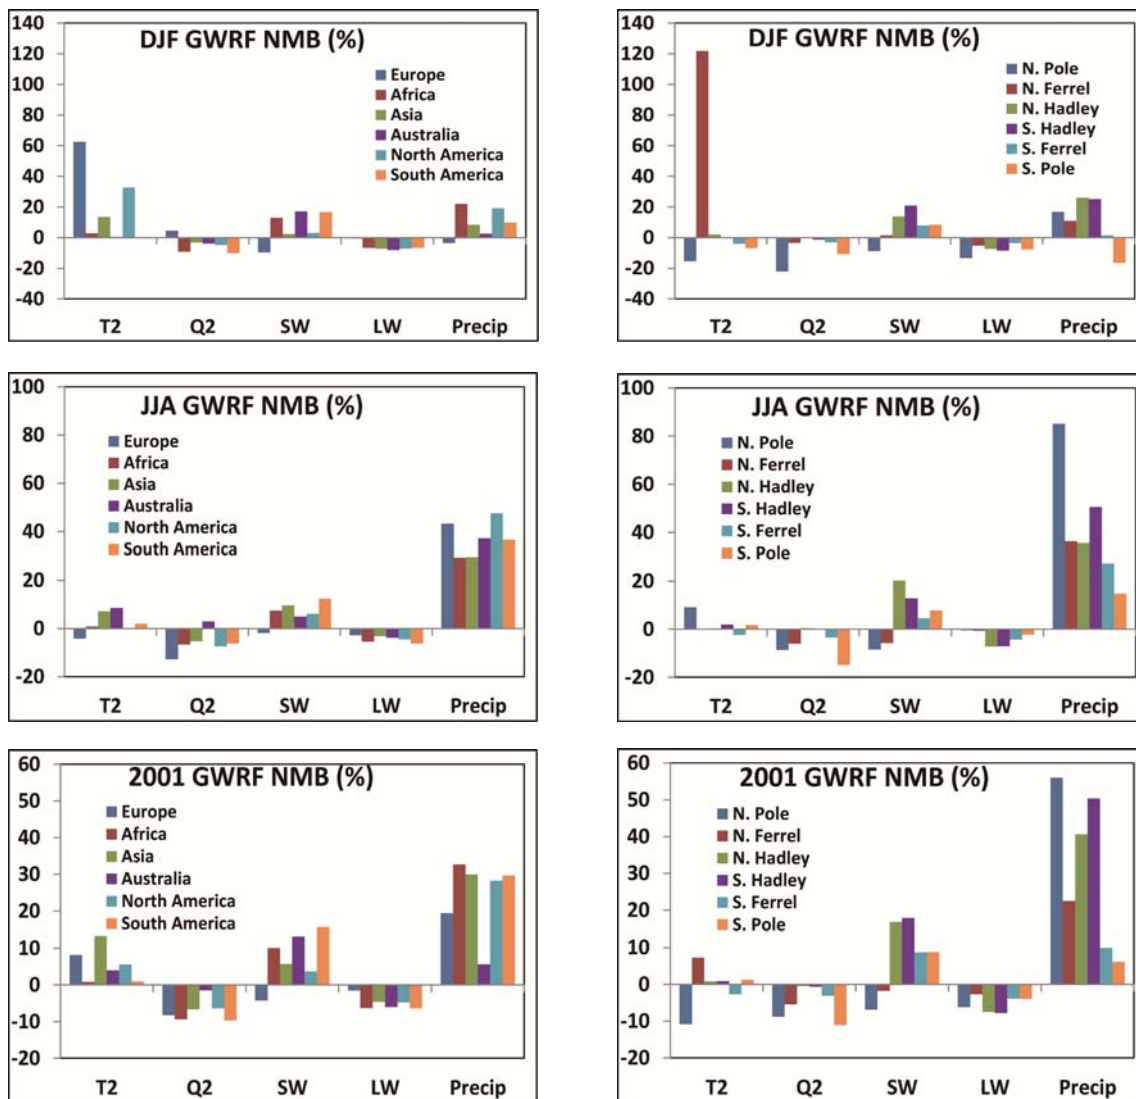 DJF GWRF NMB (%)
140
120
100
80
60
40
20
0
-20
-40
Europe
Africa
Asia
Australia
North America
South America
T2 Q2 SW LW Precip
DJF GWRF NMB (%)
140
120
100
80
60
40
20
0
-20
-40
N. Pole
N. Ferrel
N. Hadley
S. Hadley
S. Ferrel
S. Pole
T2 Q2 SW LW Precip
JJA GWRF NMB (%)
100
80
60
40
20
0
-20
Europe
Africa
Asia
Australia
North America
South America
T2 Q2 SW LW Precip
JJA GWRF NMB (%)
100
80
60
40
20
0
-20
N. Pole
N. Ferrel
N. Hadley
S. Hadley
S. Ferrel
S. Pole
T2 Q2 SW LW Precip
2001 GWRF NMB (%)
60
50
40
30
20
10
0
-10
-20
Europe
Africa
Asia
Australia
North America
South America
T2 Q2 SW LW Precip
2001 GWRF NMB (%)
60
50
40
30
20
10
0
-10
-20
N. Pole
N. Ferrel
N. Hadley
S. Hadley
S. Ferrel
S. Pole
T2 Q2 SW LW Precip